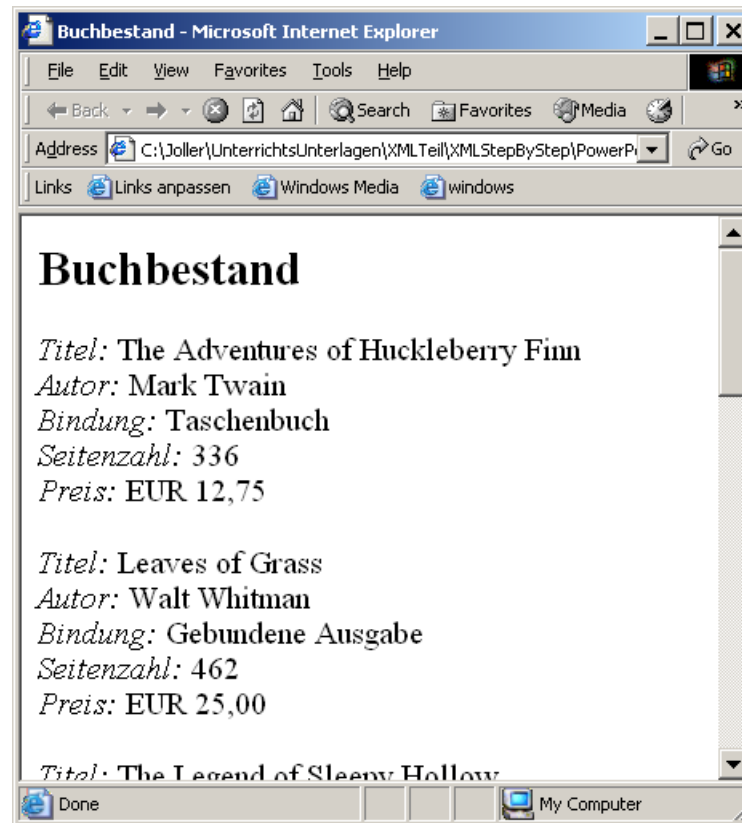 Buchbestand - Microsoft Internet Explorer
File Edit View Favorites Tools Help
Back Search Favorites Media »
Address C:\Joller\UnterrichtsUnterlagen\XMLTeil\XMLStepByStep\PowerP Go
Links Links anpassen Windows Media windows
Buchbestand
Titel: The Adventures of Huckleberry Finn
Autor: Mark Twain
Bindung: Taschenbuch
Seitenzahl: 336
Preis: EUR 12,75
Titel: Leaves of Grass
Autor: Walt Whitman
Bindung: Gebundene Ausgabe
Seitenzahl: 462
Preis: EUR 25,00
Titel: The Legend of Sleepy Hollow
Done My Computer